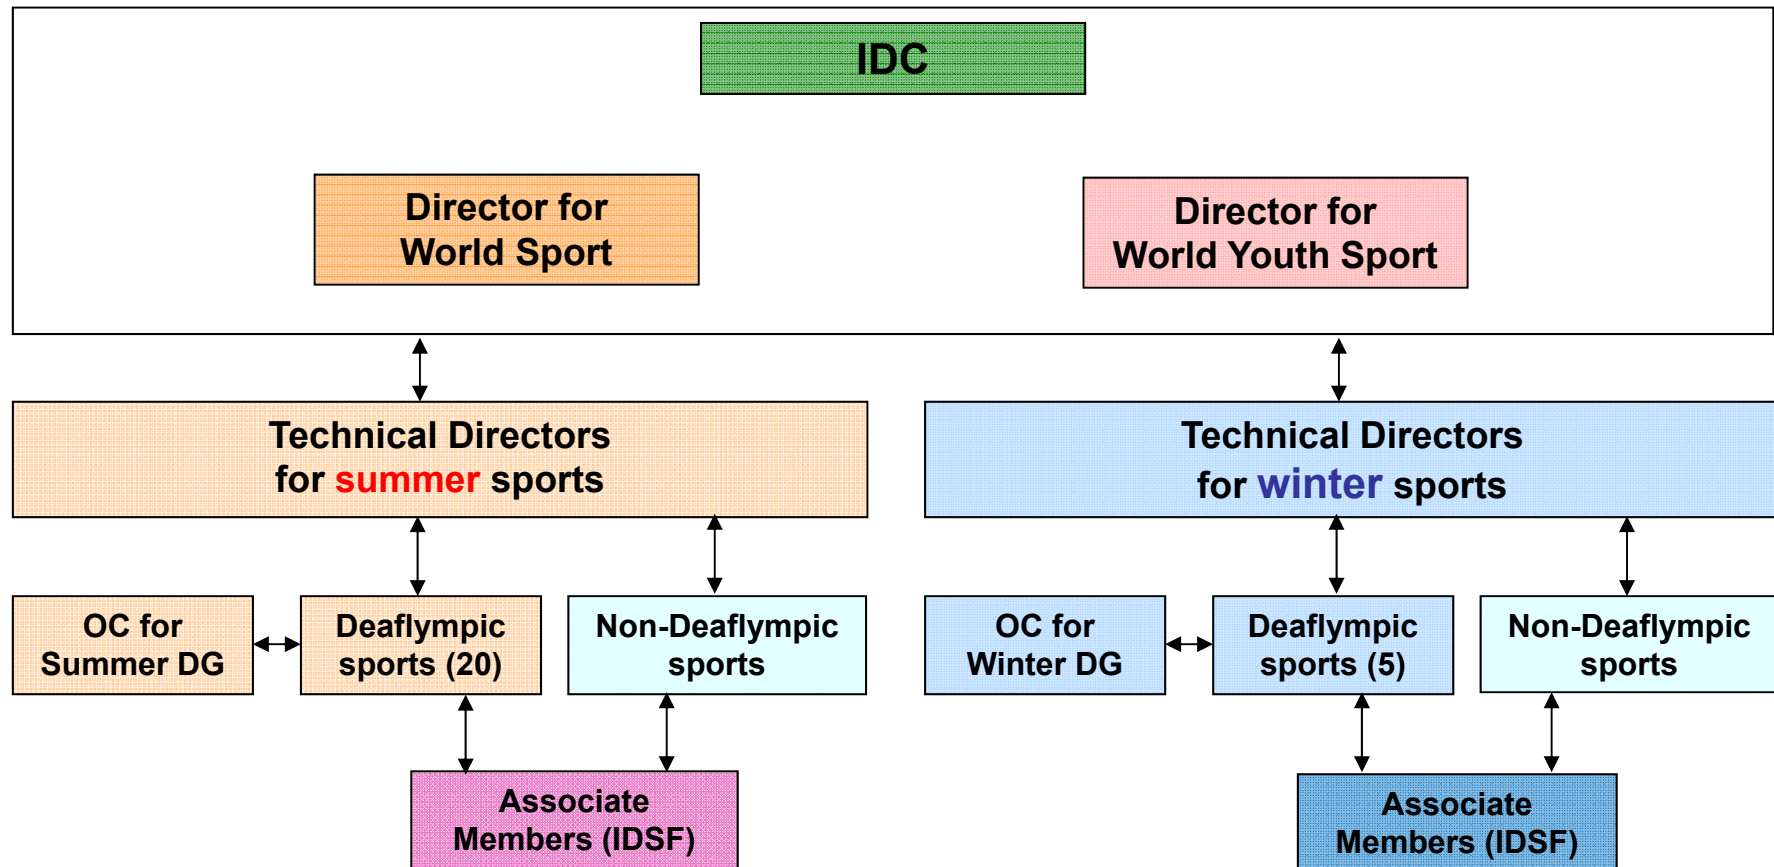 IDC
Director for
World Sport
Director for
World Youth Sport
Technical Directors
for summer sports
Technical Directors
for winter sports
OC for
Summer DG
Deaflympic
sports (20)
Non-Deaflympic
sports
OC for
Winter DG
Deaflympic
sports (5)
Non-Deaflympic
sports
Associate
Members (IDSF)
Associate
Members (IDSF)